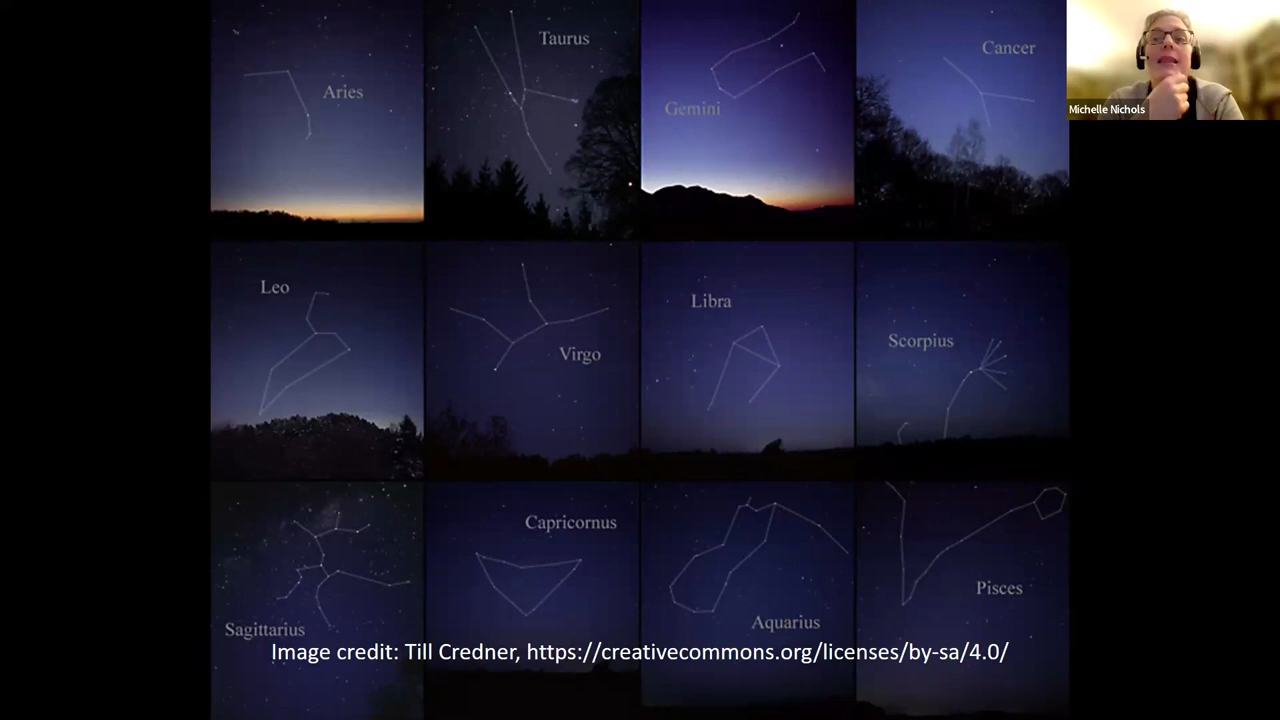 Aries
Taurus
Gemini
Cancer
Michelle Nichols
Leo
Virgo
Libra
Scorpius
Sagittarius
Capricornus
Aquarius
Pisces
Image credit: Till Credner, https://creativecommons.org/licenses/by-sa/4.0/